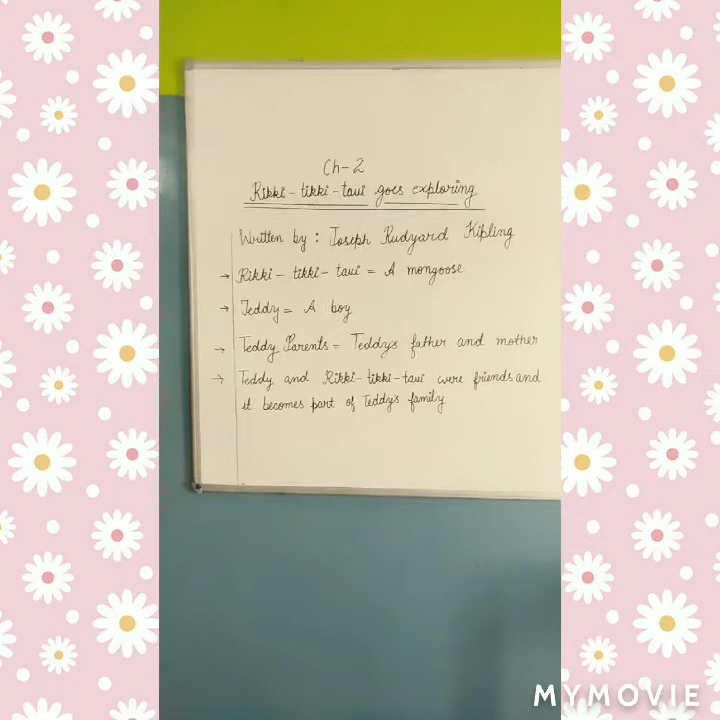 Ch-2
Rikki-tikki-tavi goes exploring
Written by : Joseph Rudyard Kipling
→ Rikki-tikki-tavi = A mongoose
→ Teddy = A boy
→ Teddy Parents = Teddys father and mother
→ Teddy and Rikki-tikki-tavi were friends and
it becomes part of Teddys family
MYMOVIE